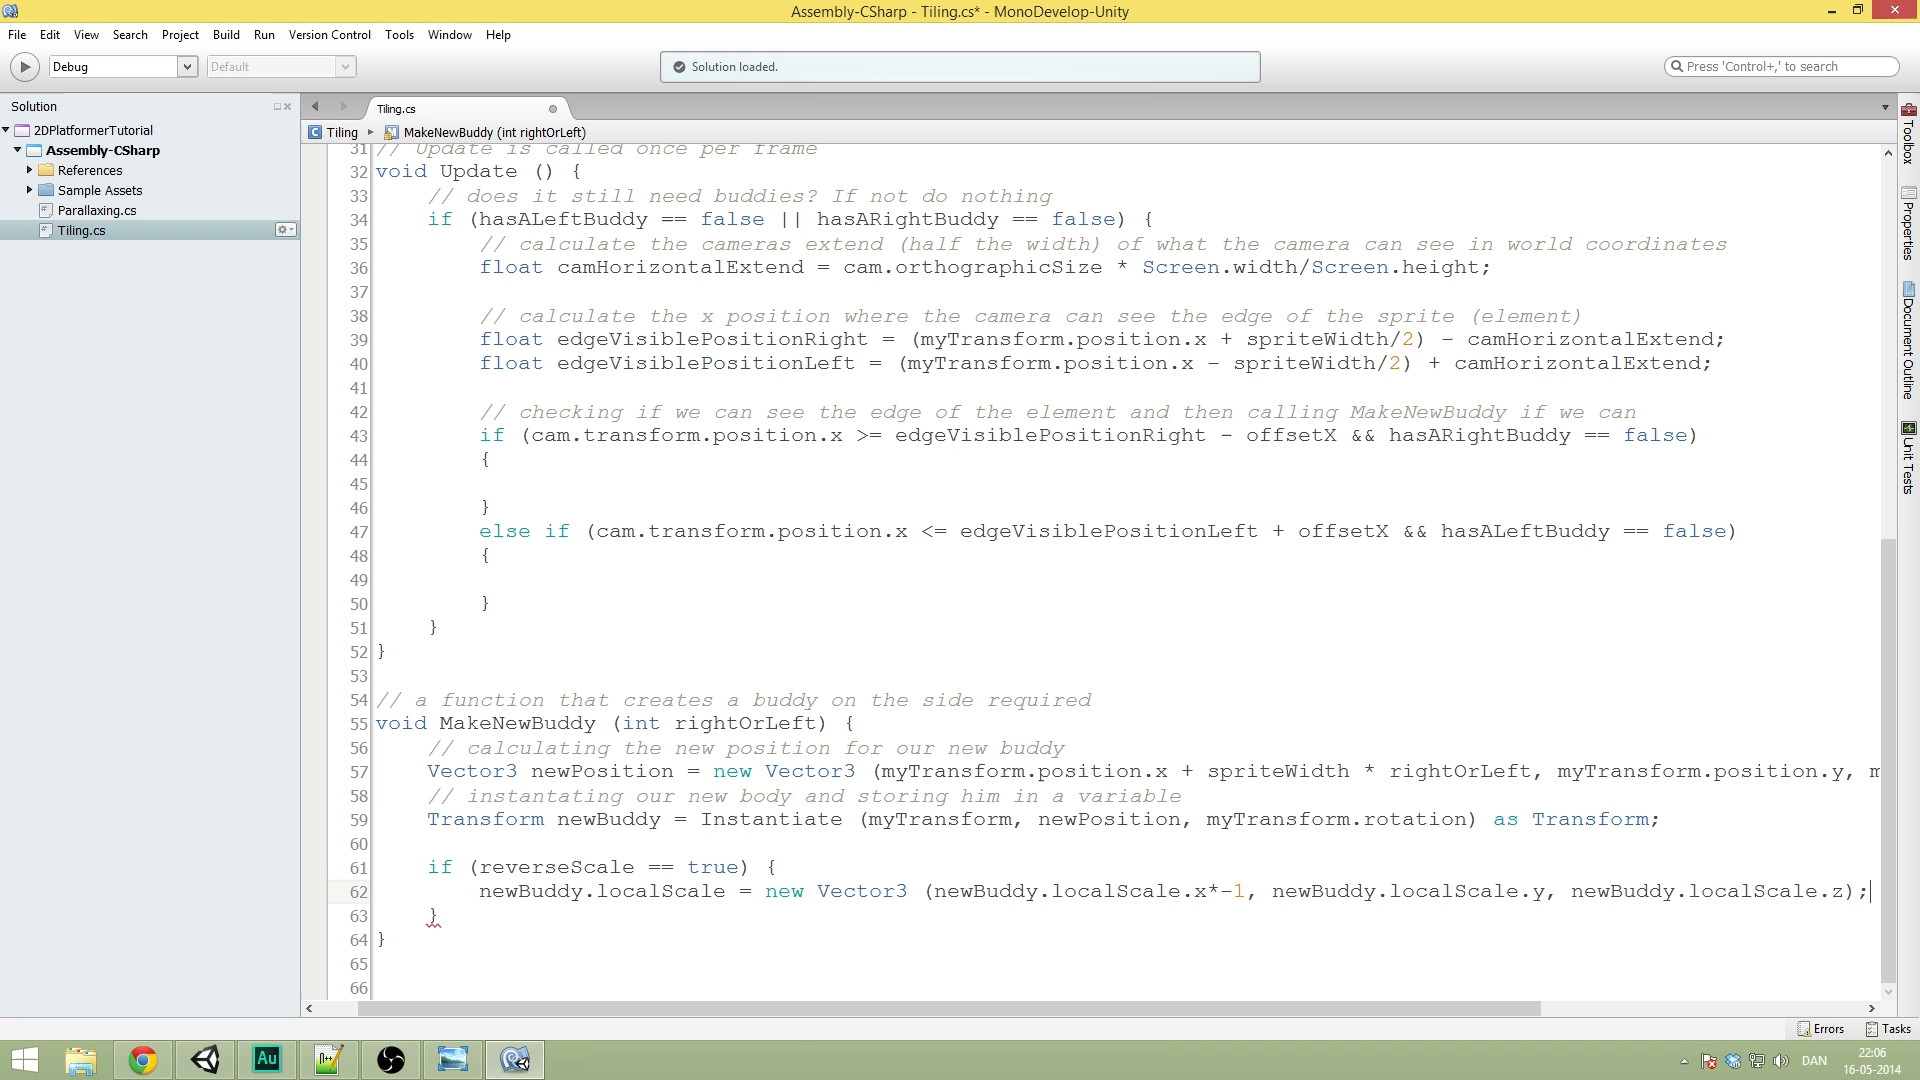 Assembly-CSharp - Tiling.cs* - MonoDevelop-Unity
File Edit View Search Project Build Run Version Control Tools Window Help
Debug Default Solution loaded. Press 'Control+,' to search
Solution
2DPlatformerTutorial
Assembly-CSharp
References
Sample Assets
Parallaxing.cs
Tiling.cs
Tiling.cs
Tiling MakeNewBuddy (int rightOrLeft)
31 // Update is called once per frame
32 void Update () {
33 // does it still need buddies? If not do nothing
34 if (hasALeftBuddy == false || hasARightBuddy == false) {
35 // calculate the cameras extend (half the width) of what the camera can see in world coordinates
36 float camHorizontalExtend = cam.orthographicSize * Screen.width/Screen.height;
37
38 // calculate the x position where the camera can see the edge of the sprite (element)
39 float edgeVisiblePositionRight = (myTransform.position.x + spriteWidth/2) - camHorizontalExtend;
40 float edgeVisiblePositionLeft = (myTransform.position.x - spriteWidth/2) + camHorizontalExtend;
41
42 // checking if we can see the edge of the element and then calling MakeNewBuddy if we can
43 if (cam.transform.position.x >= edgeVisiblePositionRight - offsetX && hasARightBuddy == false)
44 {
45
46 }
47 else if (cam.transform.position.x <= edgeVisiblePositionLeft + offsetX && hasALeftBuddy == false)
48 {
49
50 }
51 }
52 }
53
54 // a function that creates a buddy on the side required
55 void MakeNewBuddy (int rightOrLeft) {
56 // calculating the new position for our new buddy
57 Vector3 newPosition = new Vector3 (myTransform.position.x + spriteWidth * rightOrLeft, myTransform.position.y, m
58 // instantating our new body and storing him in a variable
59 Transform newBuddy = Instantiate (myTransform, newPosition, myTransform.rotation) as Transform;
60
61 if (reverseScale == true) {
62 newBuddy.localScale = new Vector3 (newBuddy.localScale.x*-1, newBuddy.localScale.y, newBuddy.localScale.z);
63 }
64 }
65
66
Toolbox
Properties
Document Outline
Unit Tests
Errors Tasks
Au
n++
DAN
22:06
16-05-2014